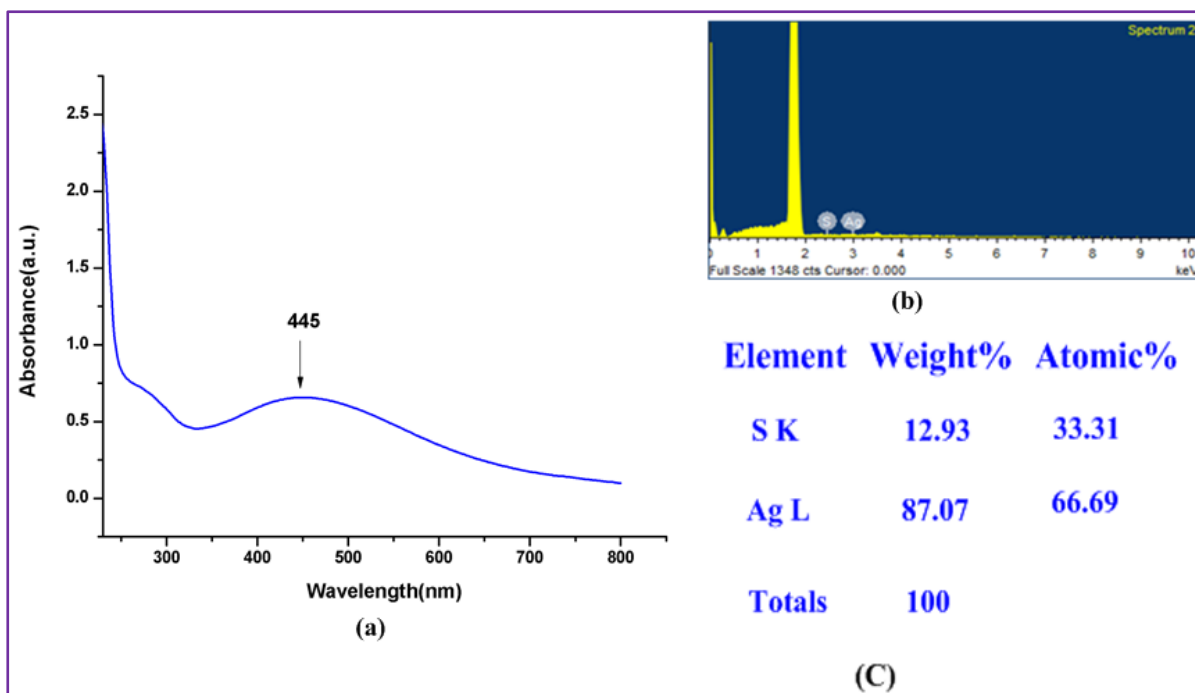 2.5
2.0
1.5
1.0
0.5
0.0
Absorbance(a.u.)
445
300 400 500 600 700 800
Wavelength(nm)
(a)
Spectrum 2
S Ag
0 1 2 3 4 5 6 7 8 9 10
Full Scale 1348 cts Cursor: 0.000 keV
(b)
Element Weight% Atomic%
S K 12.93 33.31
Ag L 87.07 66.69
Totals 100
(C)